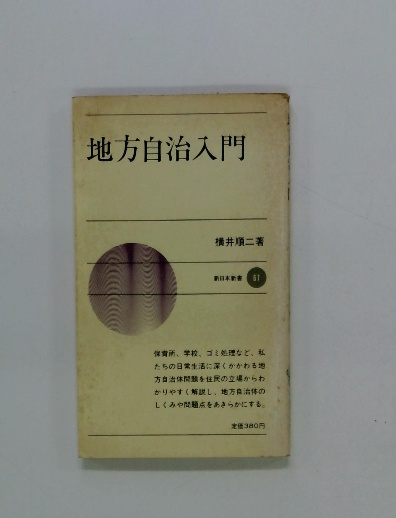 地方自治入門
横井順二著
新日本新書 61
保育所、学校、ゴミ処理など、私
たちの日常生活に深くかかわる地
方自治体問題を住民の立場からわ
かりやすく解説し、地方自治体の
しくみや問題点をあきらかにする。
定価380円